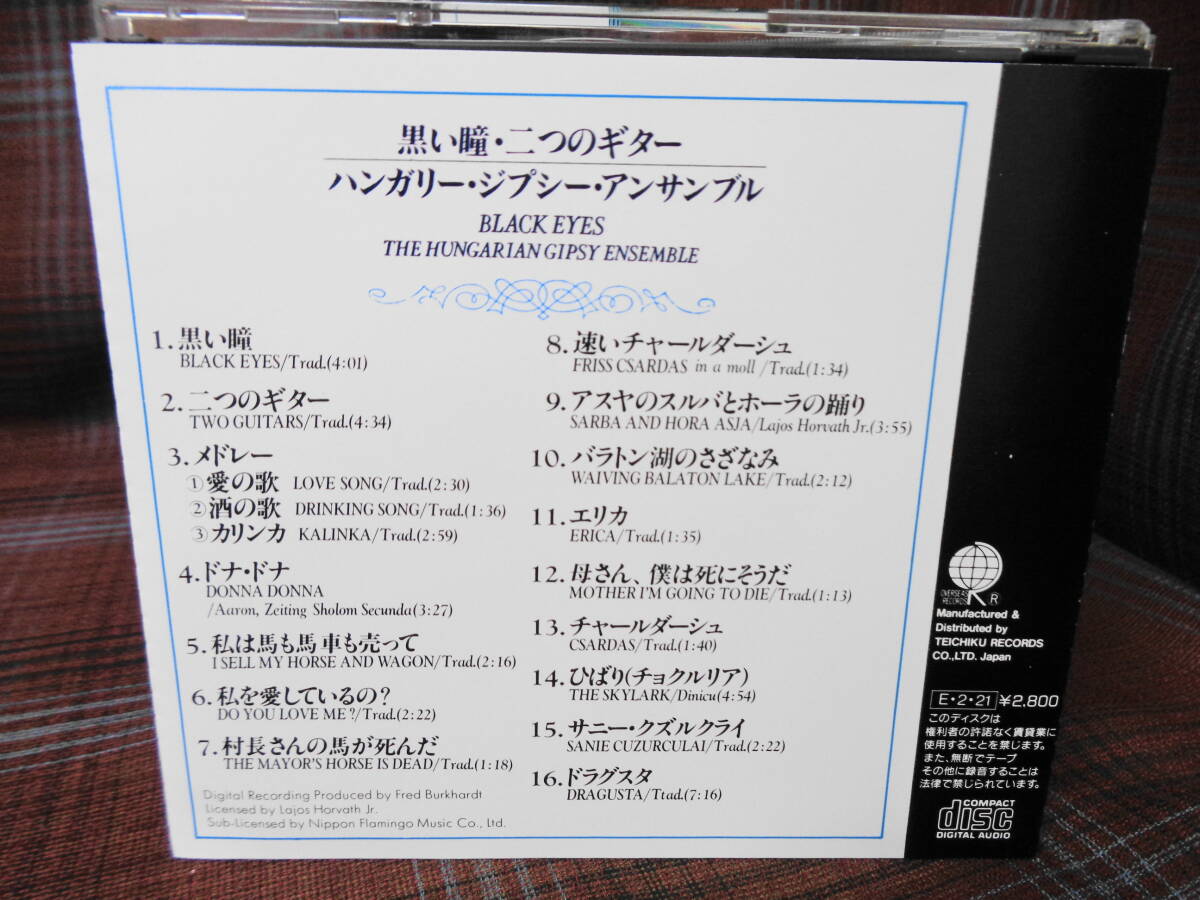 黒い瞳・二つのギター
ハンガリー・ジプシー・アンサンブル
BLACK EYES
THE HUNGARIAN GIPSY ENSEMBLE
1.黒い瞳
BLACK EYES/Trad.(4:01)
2.二つのギター
TWO GUITARS/Trad.(4:34)
3.メドレー
①愛の歌 LOVE SONG/Trad.(2:30)
②酒の歌 DRINKING SONG/Trad.(1:36)
③カリンカ KALINKA/Trad.(2:59)
4.ドナ・ドナ
DONNA DONNA
/Aaron, Zeiting Sholom Secunda(3:27)
5.私は馬も馬車も売って
I SELL MY HORSE AND WAGON/Trad.(2:16)
6.私を愛しているの?
DO YOU LOVE ME?/Trad.(2:22)
7.村長さんの馬が死んだ
THE MAYOR'S HORSE IS DEAD/Trad.(1:18)
8.速いチャールダーシュ
FRISS CSARDAS in a moll /Trad.(1:34)
9.アスヤのスルバとホーラの踊り
SARBA AND HORA ASJA/Lajos Horvath Jr.(3:55)
10.バラトン湖のさざなみ
WAIVING BALATON LAKE/Trad.(2:12)
11.エリカ
ERICA/Trad.(1:35)
12.母さん、僕は死にそうだ
MOTHER I'M GOING TO DIE/Trad.(1:13)
13.チャールダーシュ
CSARDAS/Trad.(1:40)
14.ひばり(チョクルリア)
THE SKYLARK/Dinicu(4:54)
15.サニー・クズルクライ
SANIE CUZURCULAI/Trad.(2:22)
16.ドラグスタ
DRAGUSTA/Ttad.(7:16)
Digital Recording Produced by Fred Burkhardt
Licensed by Lajos Horvath Jr.
Sub-Licensed by Nippon Flamingo Music Co., Ltd.
OVERSEAS
RECORDS
R
®
Manufactured &
Distributed by
TEICHIKU RECORDS
CO.,LTD. Japan
E・2・21 ¥2,800
このディスクは
権利者の許諾なく賃貸業に
使用することを禁じます。
また、無断でテープ
その他に録音することは
法律で禁じられています。
COMPACT
disc
DIGITAL AUDIO